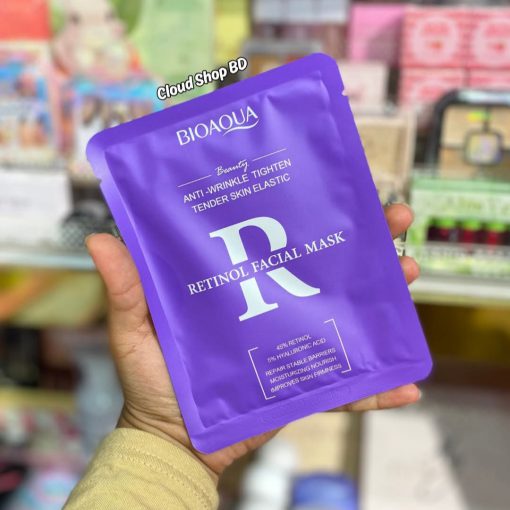 Cloud Shop BD
BIOAQUA
Beauty
ANTI-WRINKLE TIGHTEN
TENDER SKIN ELASTIC
R
RETINOL FACIAL MASK
45% RETINOL
5% HYALURONIC ACID
REPAIR STABLE BARRIERS
MOISTURIZING NOURISH
IMPROVES SKIN FIRMNESS